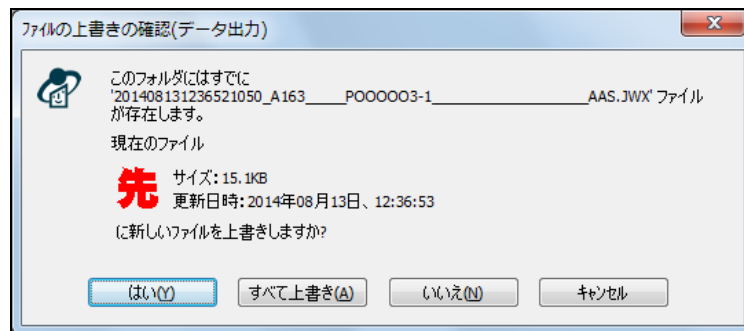 ファイルの上書きの確認(データ出力)
このフォルダにはすでに
'201408131236521050_A163_____POOOOO3-1____________________AAS.JWX' ファイル
が存在します。
現在のファイル
先
サイズ: 15.1KB
更新日時: 2014年08月13日、12:36:53
に新しいファイルを上書きしますか?
はい(Y) すべて上書き(A) いいえ(N) キャンセル